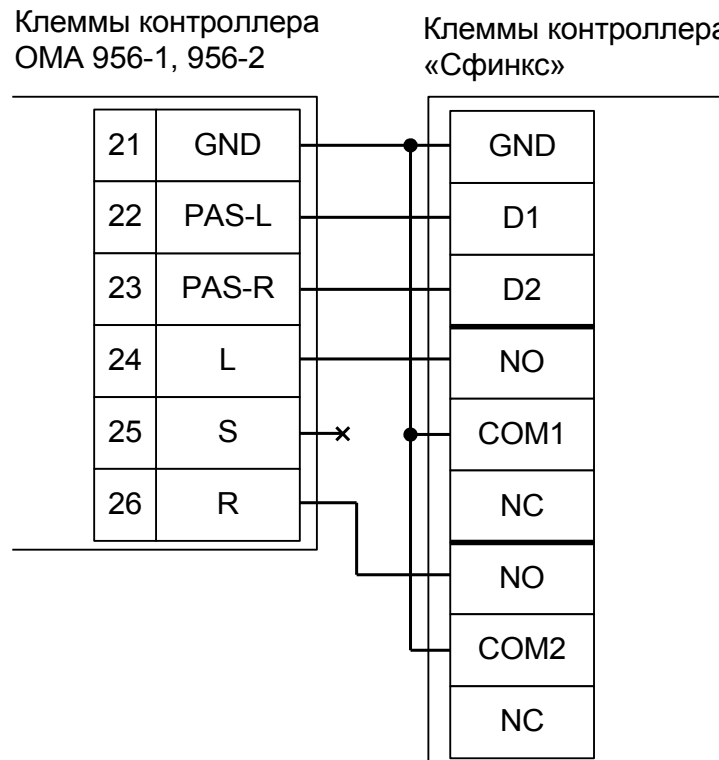 Клеммы контроллера
ОМА 956-1, 956-2
Клеммы контроллера
«Сфинкс»
21 GND
22 PAS-L
23 PAS-R
24 L
25 S
26 R
GND
D1
D2
NO
COM1
NC
NO
COM2
NC